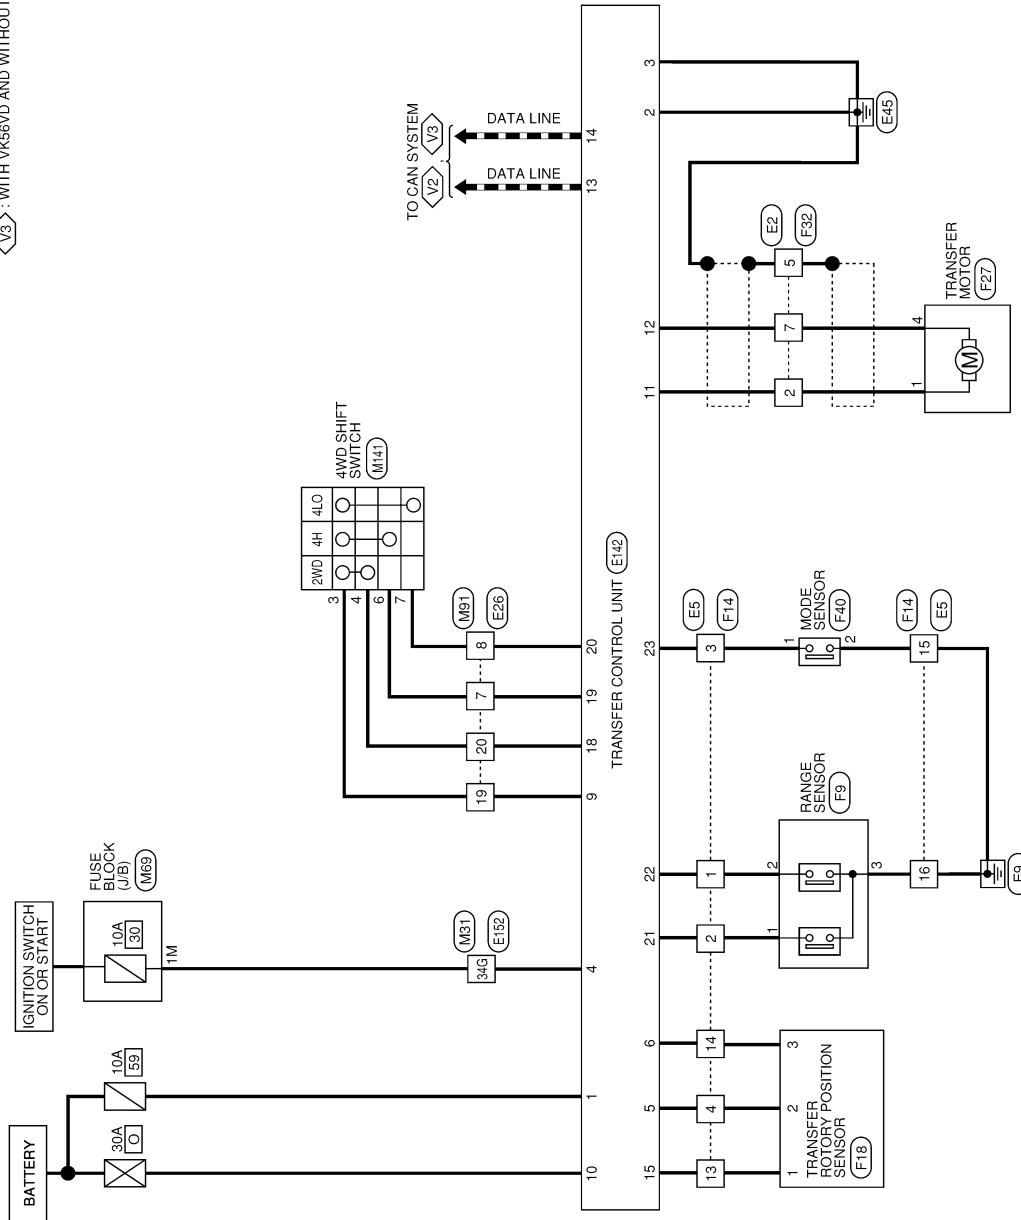 V3 : WITH VK56VD AND WITHOUT
BATTERY
30A
O
10A
59
IGNITION SWITCH
ON OR START
FUSE
BLOCK
(J/B)
M69
10A
30
1M
M31
E152
34G
4WD SHIFT
SWITCH
M141
2WD
4H
4LO
3
4
6
7
M91
E26
19
20
7
8
TO CAN SYSTEM
V2
V3
DATA LINE
DATA LINE
10
1
4
9
18
19
20
13
14
TRANSFER CONTROL UNIT
E142
15
5
6
21
22
23
11
12
2
3
E5
F14
13
4
14
2
1
3
TRANSFER
ROTORY POSITION
SENSOR
F18
1
2
3
RANGE
SENSOR
F9
1
2
3
MODE
SENSOR
F40
1
2
F14
E5
16
15
E2
F32
2
7
5
TRANSFER
MOTOR
F27
1
4
M
E45